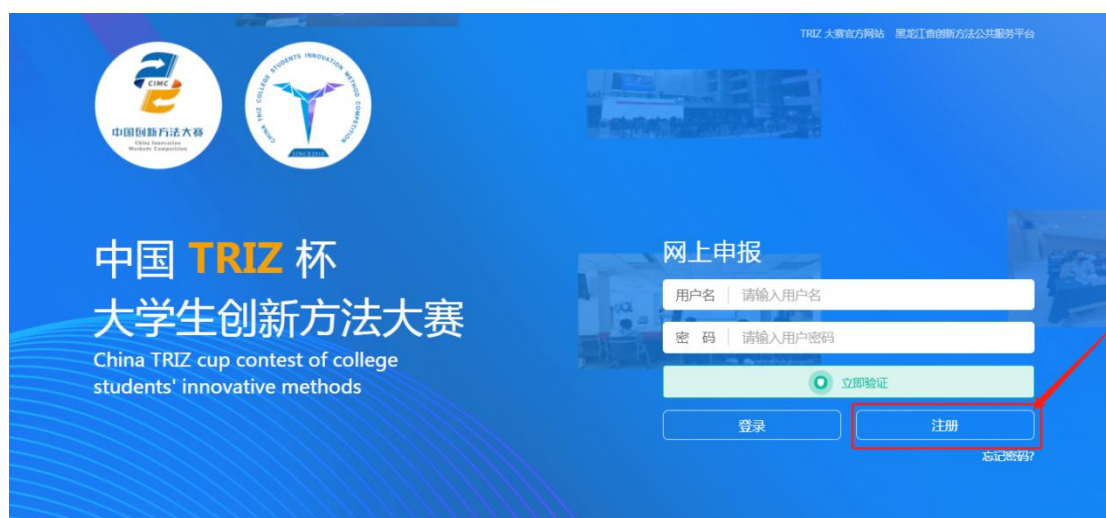 TRIZ 大赛官方网站 黑龙江省创新方法公共服务平台
CIMC
中国创新方法大赛
China Innovation
Methods Competition
CHINA TRIZ COLLEGE STUDENTS INNOVATION METHOD COMPETITION
中国 TRIZ 杯
大学生创新方法大赛
China TRIZ cup contest of college
students' innovative methods
网上申报
用户名 请输入用户名
密 码 请输入用户密码
立即验证
登录 注册
忘记密码?